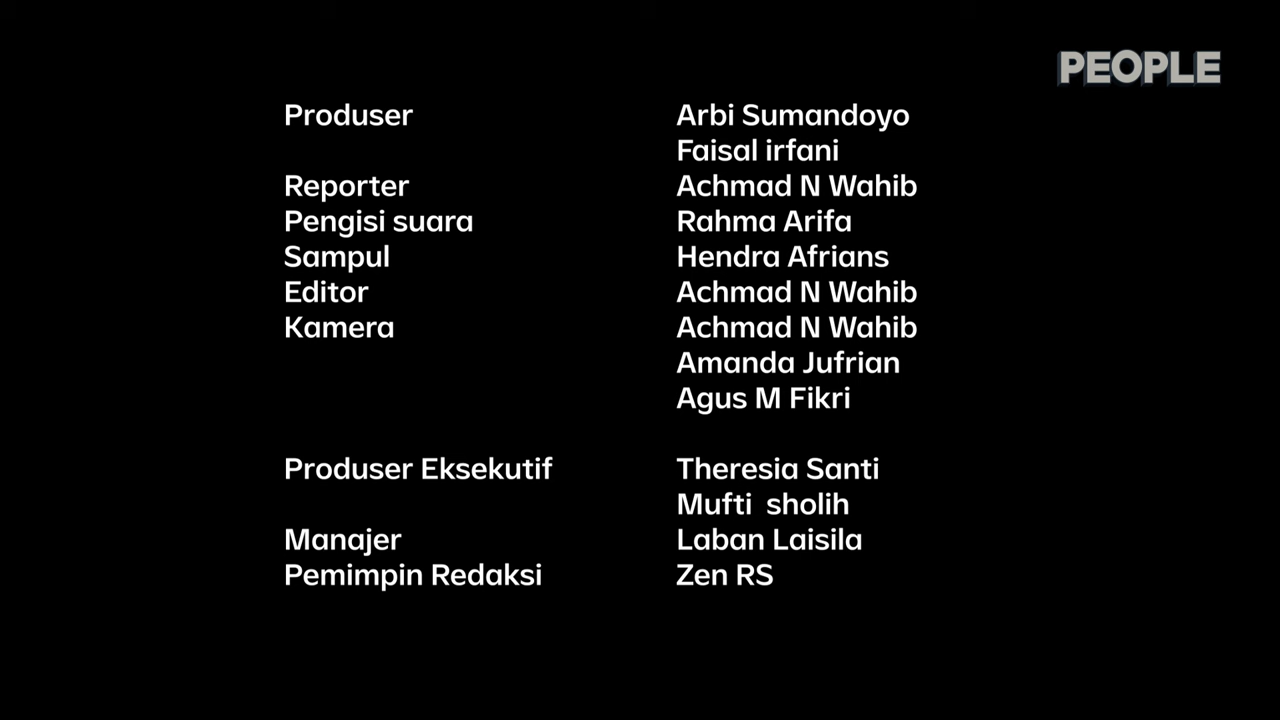 PEOPLE
Produser Arbi Sumandoyo
Faisal irfani
Reporter Achmad N Wahib
Pengisi suara Rahma Arifa
Sampul Hendra Afrians
Editor Achmad N Wahib
Kamera Achmad N Wahib
Amanda Jufrian
Agus M Fikri
Produser Eksekutif Theresia Santi
Mufti sholih
Manajer Laban Laisila
Pemimpin Redaksi Zen RS